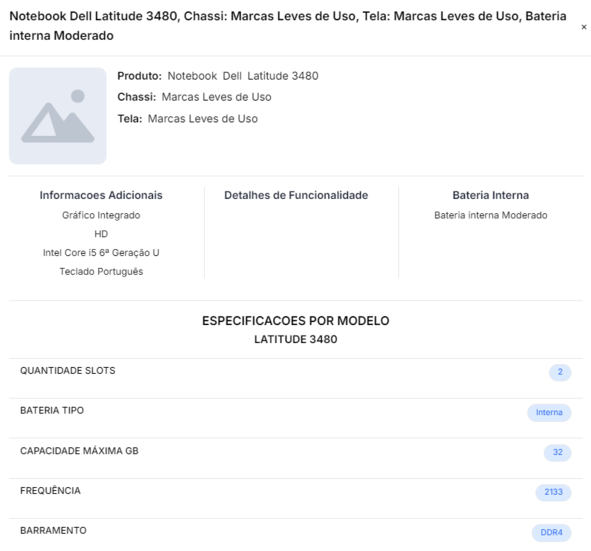 Notebook Dell Latitude 3480, Chassi: Marcas Leves de Uso, Tela: Marcas Leves de Uso, Bateria
interna Moderado
×
Produto: Notebook Dell Latitude 3480
Chassi: Marcas Leves de Uso
Tela: Marcas Leves de Uso
Informacoes Adicionais
Gráfico Integrado
HD
Intel Core i5 6ª Geração U
Teclado Português
Detalhes de Funcionalidade
Bateria Interna
Bateria interna Moderado
ESPECIFICACOES POR MODELO
LATITUDE 3480
QUANTIDADE SLOTS 2
BATERIA TIPO Interna
CAPACIDADE MÁXIMA GB 32
FREQUÊNCIA 2133
BARRAMENTO DDR4